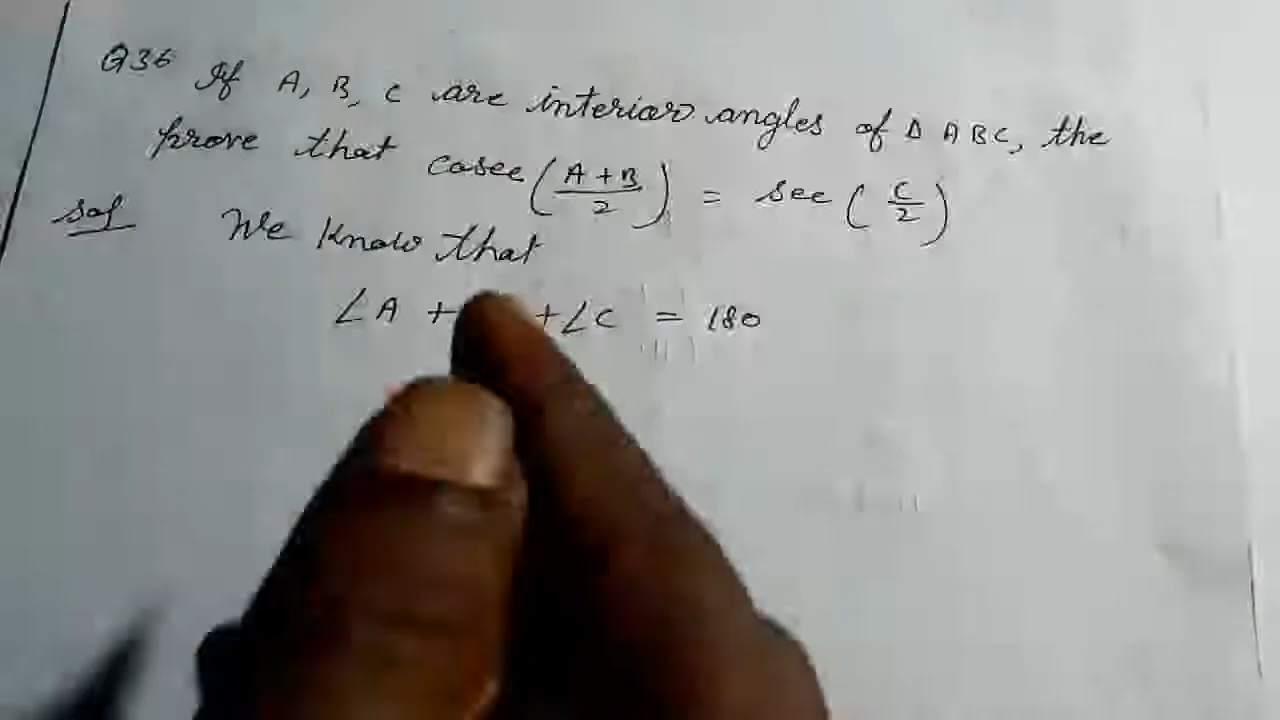 Q36 If A, B, C are interior angles of Δ ABC, the
prove that cosec (A+B/2) = sec (C/2)
Sol We know that
∠A + +∠C = 180